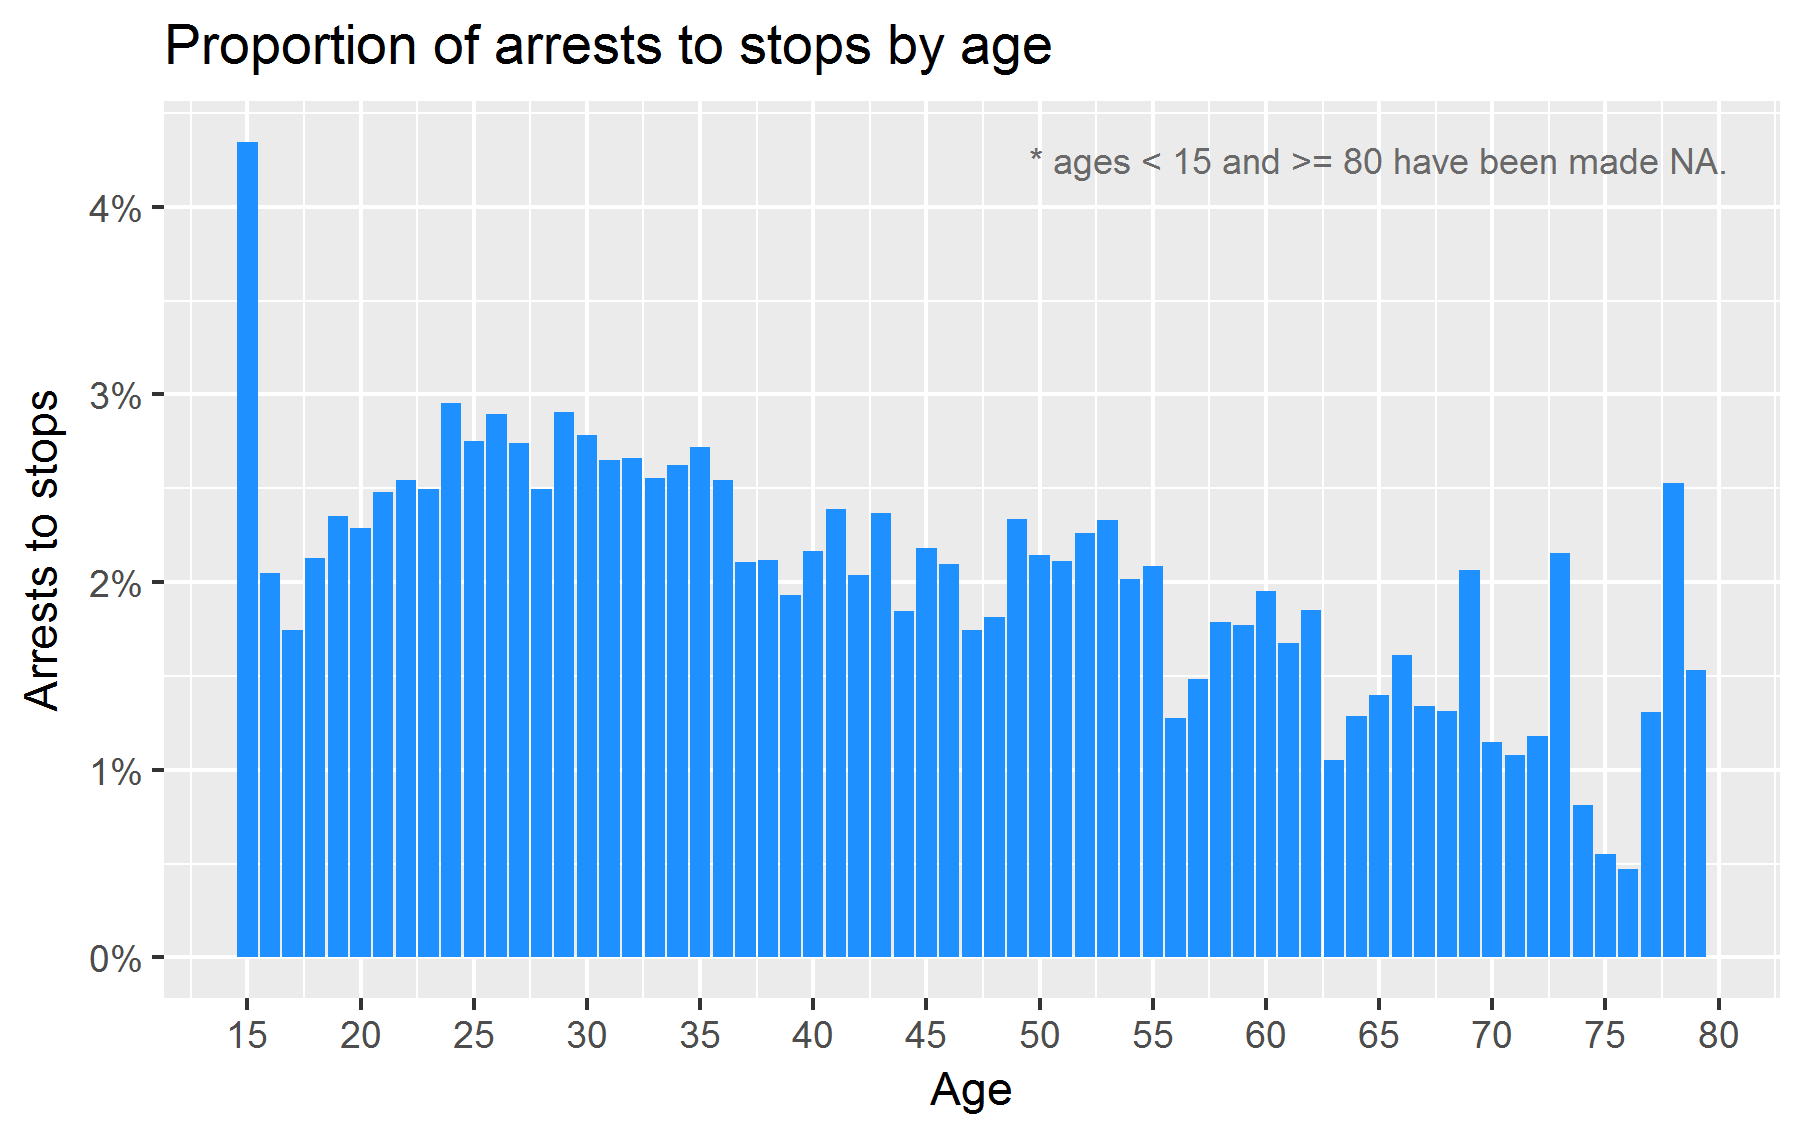 Proportion of arrests to stops by age
* ages < 15 and >= 80 have been made NA.
4%
3%
2%
1%
0%
Arrests to stops
15 20 25 30 35 40 45 50 55 60 65 70 75 80
Age